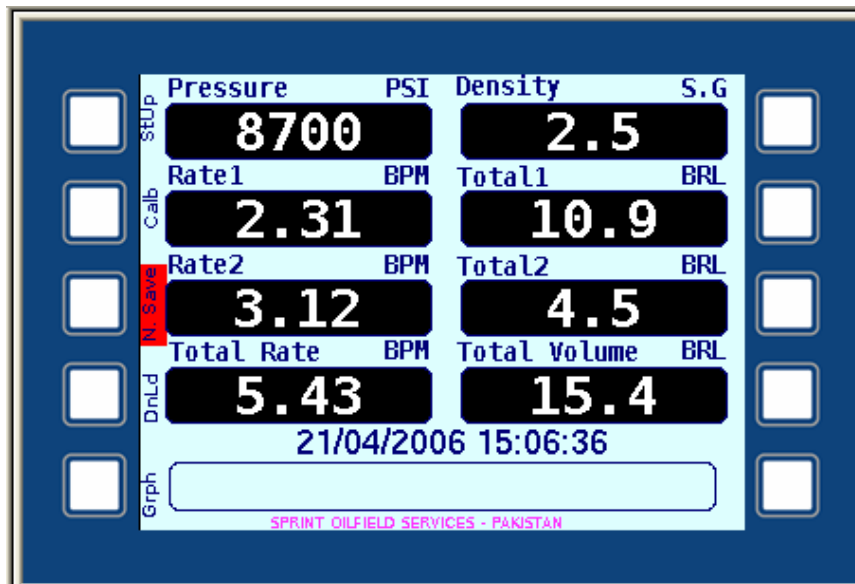 Pressure PSI Density S.G
StUp
8700 2.5
Rate1 BPM Total1 BRL
Calb
2.31 10.9
Rate2 BPM Total2 BRL
N. Save
3.12 4.5
Total Rate BPM Total Volume BRL
DnLd
5.43 15.4
21/04/2006 15:06:36
Grph
SPRINT OILFIELD SERVICES - PAKISTAN